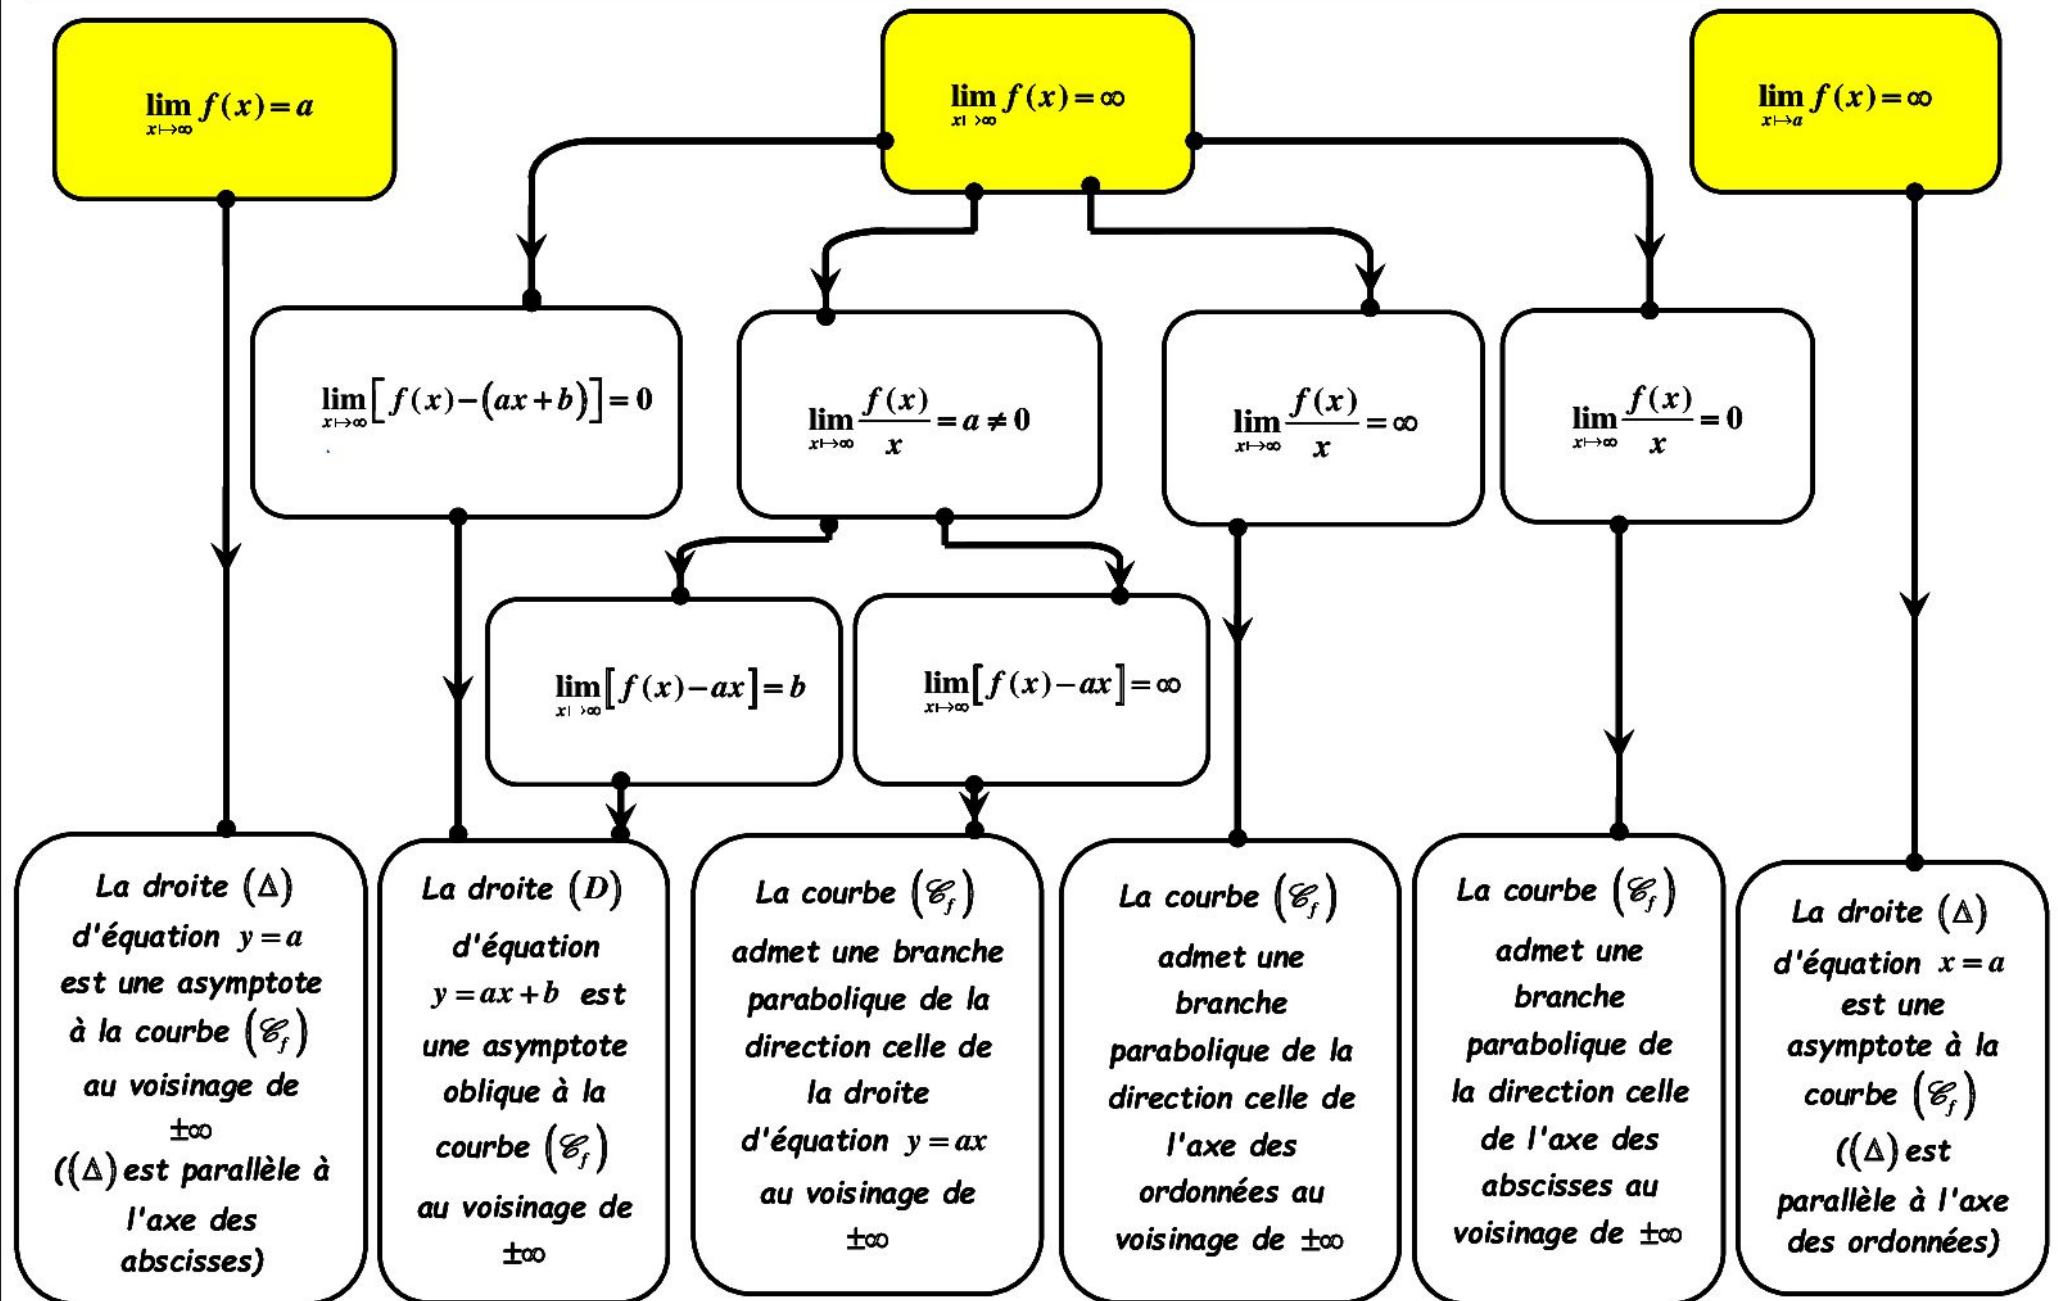 lim f(x)=a
x↦∞
lim f(x)=∞
x↦∞
lim f(x)=∞
x↦a
lim [f(x)−(ax+b)]=0
x↦∞
lim f(x)/x = a ≠ 0
x↦∞
lim f(x)/x = ∞
x↦∞
lim f(x)/x = 0
x↦∞
lim [f(x)−ax]=b
x↦∞
lim [f(x)−ax]=∞
x↦∞
La droite (Δ)
d'équation y=a
est une asymptote
à la courbe (𝒞f)
au voisinage de
±∞
((Δ) est parallèle à
l'axe des
abscisses)
La droite (D)
d'équation
y=ax+b est
une asymptote
oblique à la
courbe (𝒞f)
au voisinage de
±∞
La courbe (𝒞f)
admet une branche
parabolique de la
direction celle de
la droite
d'équation y=ax
au voisinage de
±∞
La courbe (𝒞f)
admet une
branche
parabolique de la
direction celle de
l'axe des
ordonnées au
voisinage de ±∞
La courbe (𝒞f)
admet une
branche
parabolique de
la direction celle
de l'axe des
abscisses au
voisinage de ±∞
La droite (Δ)
d'équation x=a
est une
asymptote à la
courbe (𝒞f)
((Δ) est
parallèle à l'axe
des ordonnées)